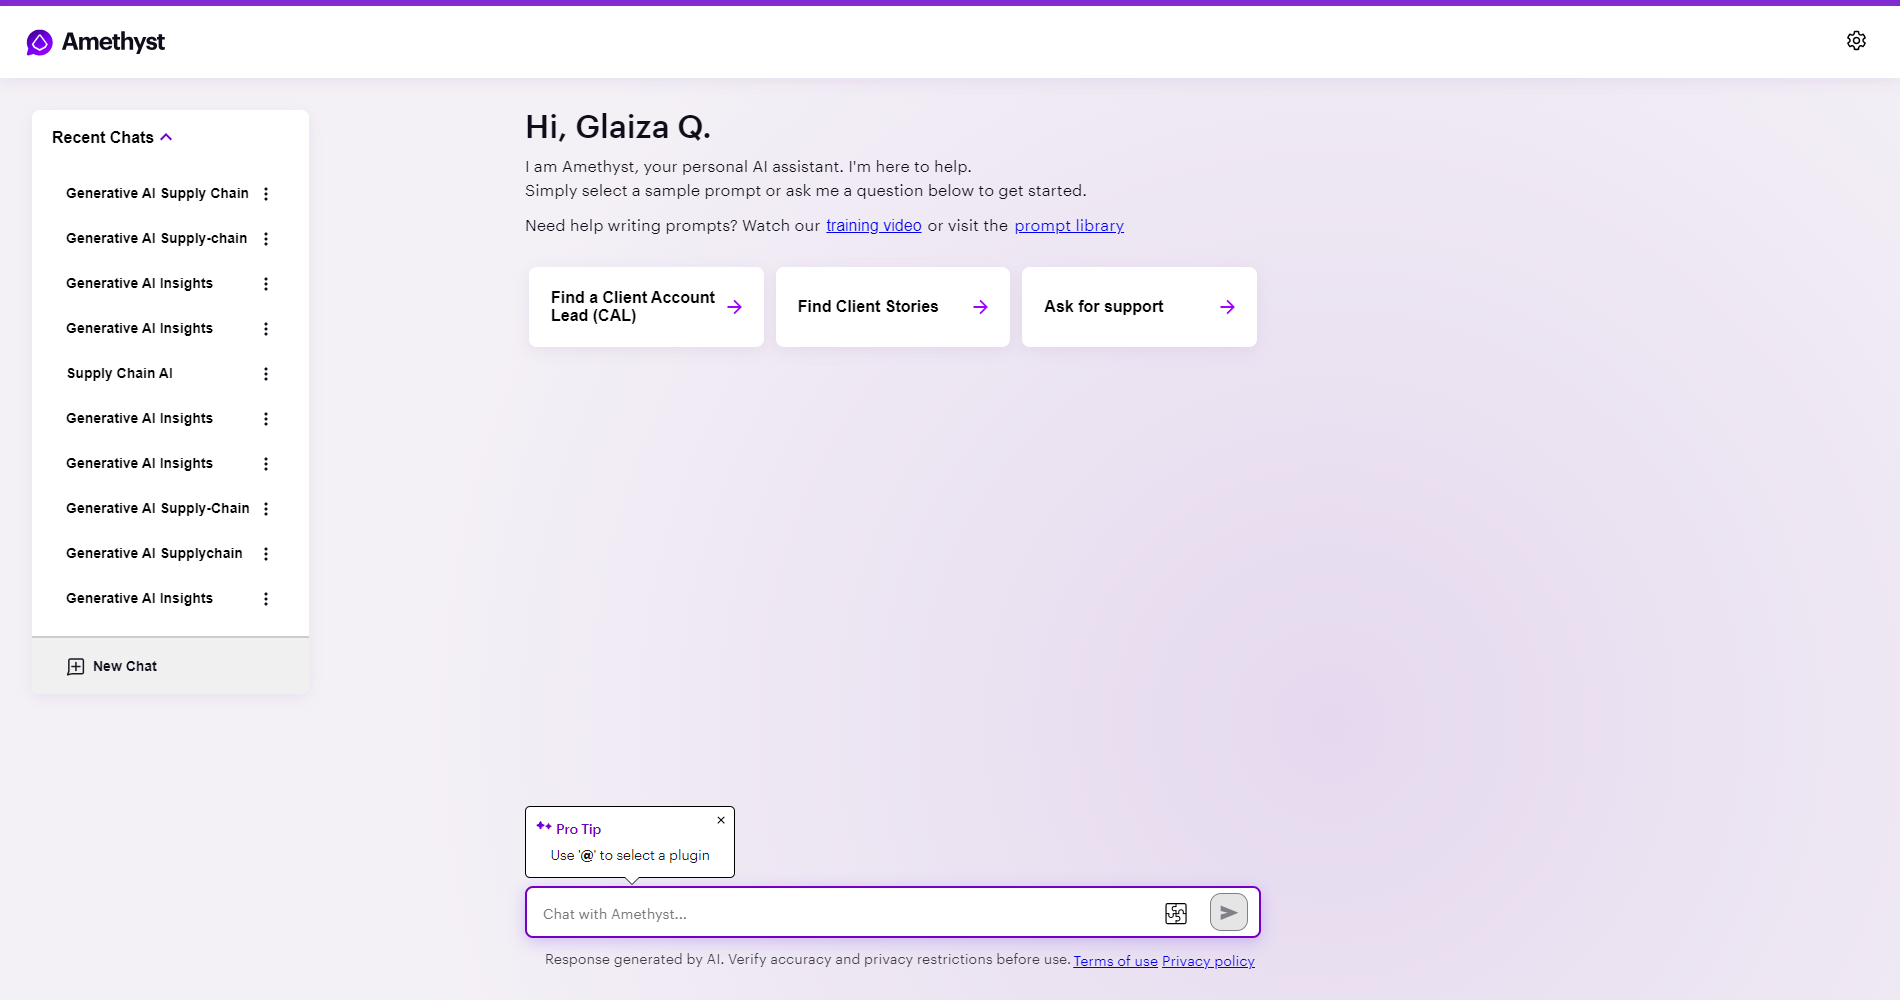 Amethyst
Recent Chats
Generative AI Supply Chain
Generative AI Supply-chain
Generative AI Insights
Generative AI Insights
Supply Chain AI
Generative AI Insights
Generative AI Insights
Generative AI Supply-Chain
Generative AI Supplychain
Generative AI Insights
New Chat
Hi, Glaiza Q.
I am Amethyst, your personal AI assistant. I'm here to help.
Simply select a sample prompt or ask me a question below to get started.
Need help writing prompts? Watch our training video or visit the prompt library
Find a Client Account
Lead (CAL)
Find Client Stories
Ask for support
Pro Tip
Use '@' to select a plugin
Chat with Amethyst...
Response generated by AI. Verify accuracy and privacy restrictions before use. Terms of use Privacy policy